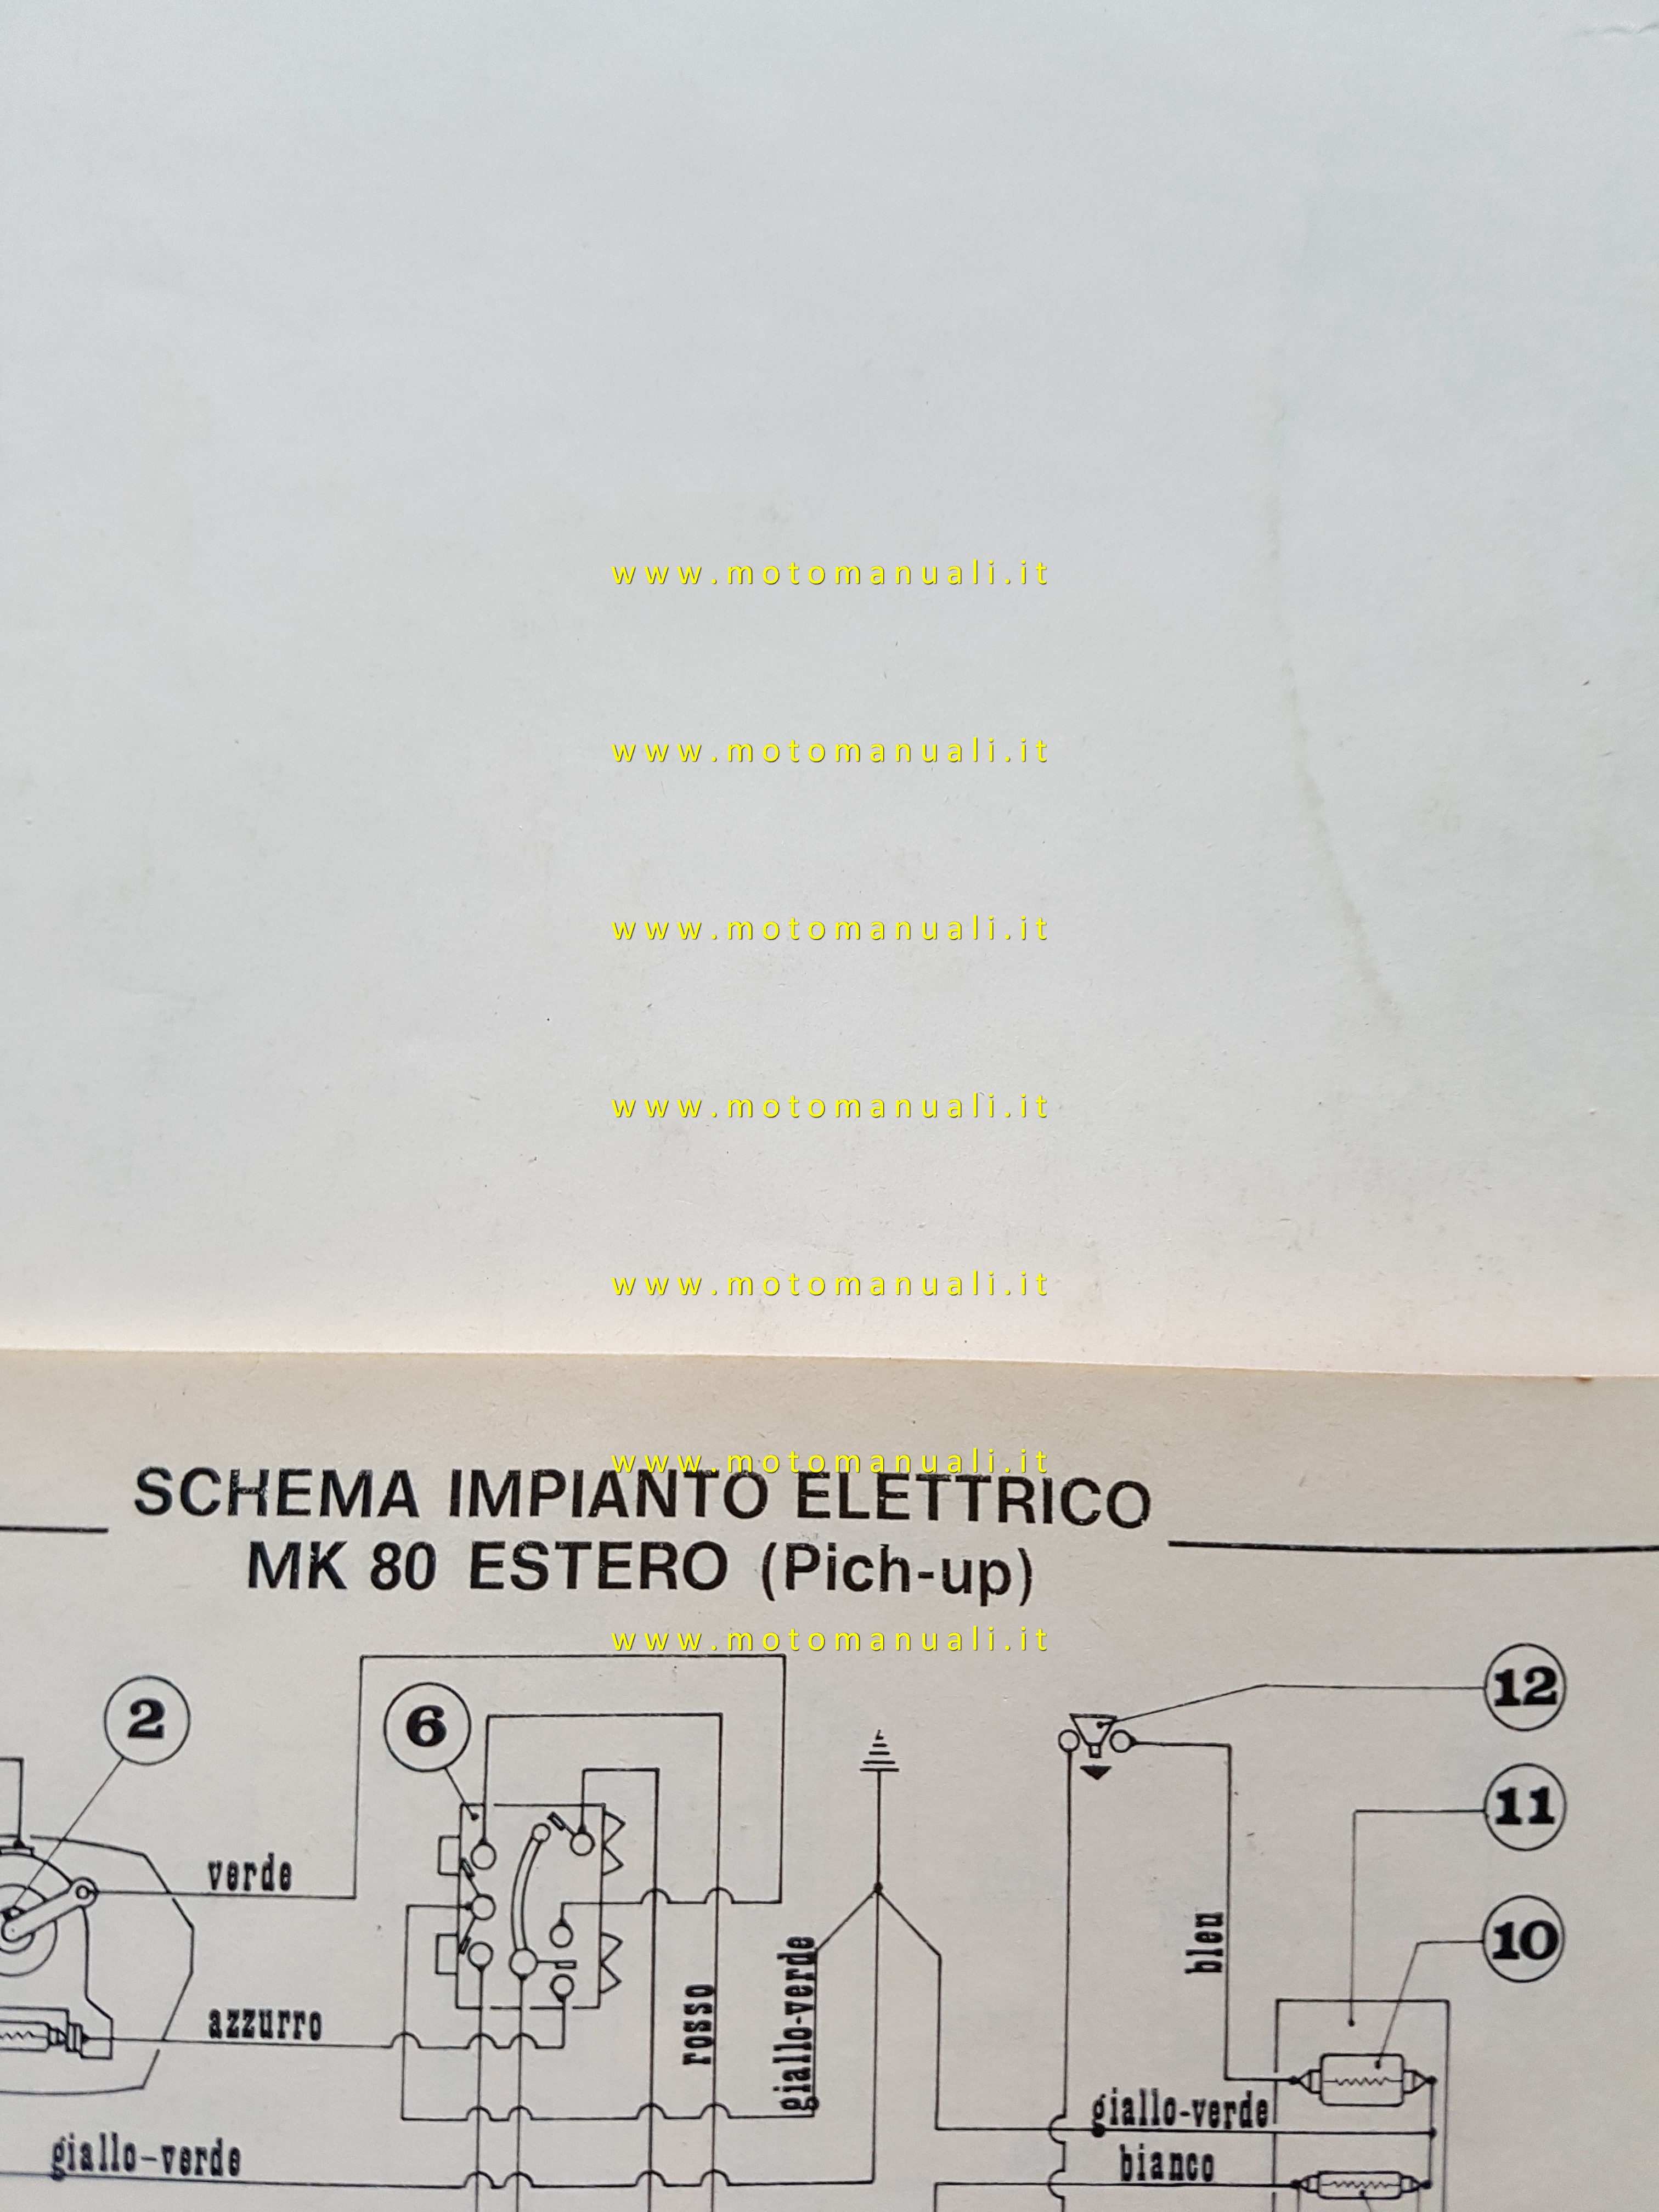 www.motomanuali.it
www.motomanuali.it
www.motomanuali.it
www.motomanuali.it
www.motomanuali.it
www.motomanuali.it
SCHEMA IMPIANTO ELETTRICO
MK 80 ESTERO (Pich-up)
www.motomanuali.it
2
6
12
11
10
verde
azzurro
rosso
giallo-verde
bleu
giallo-verde
bianco
giallo-verde